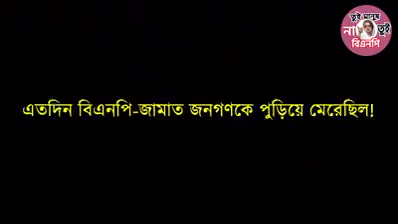 তুই মানুষ
না তুই
বিএনপি
এতদিন বিএনপি-জামাত জনগণকে পুড়িয়ে মেরেছিল!